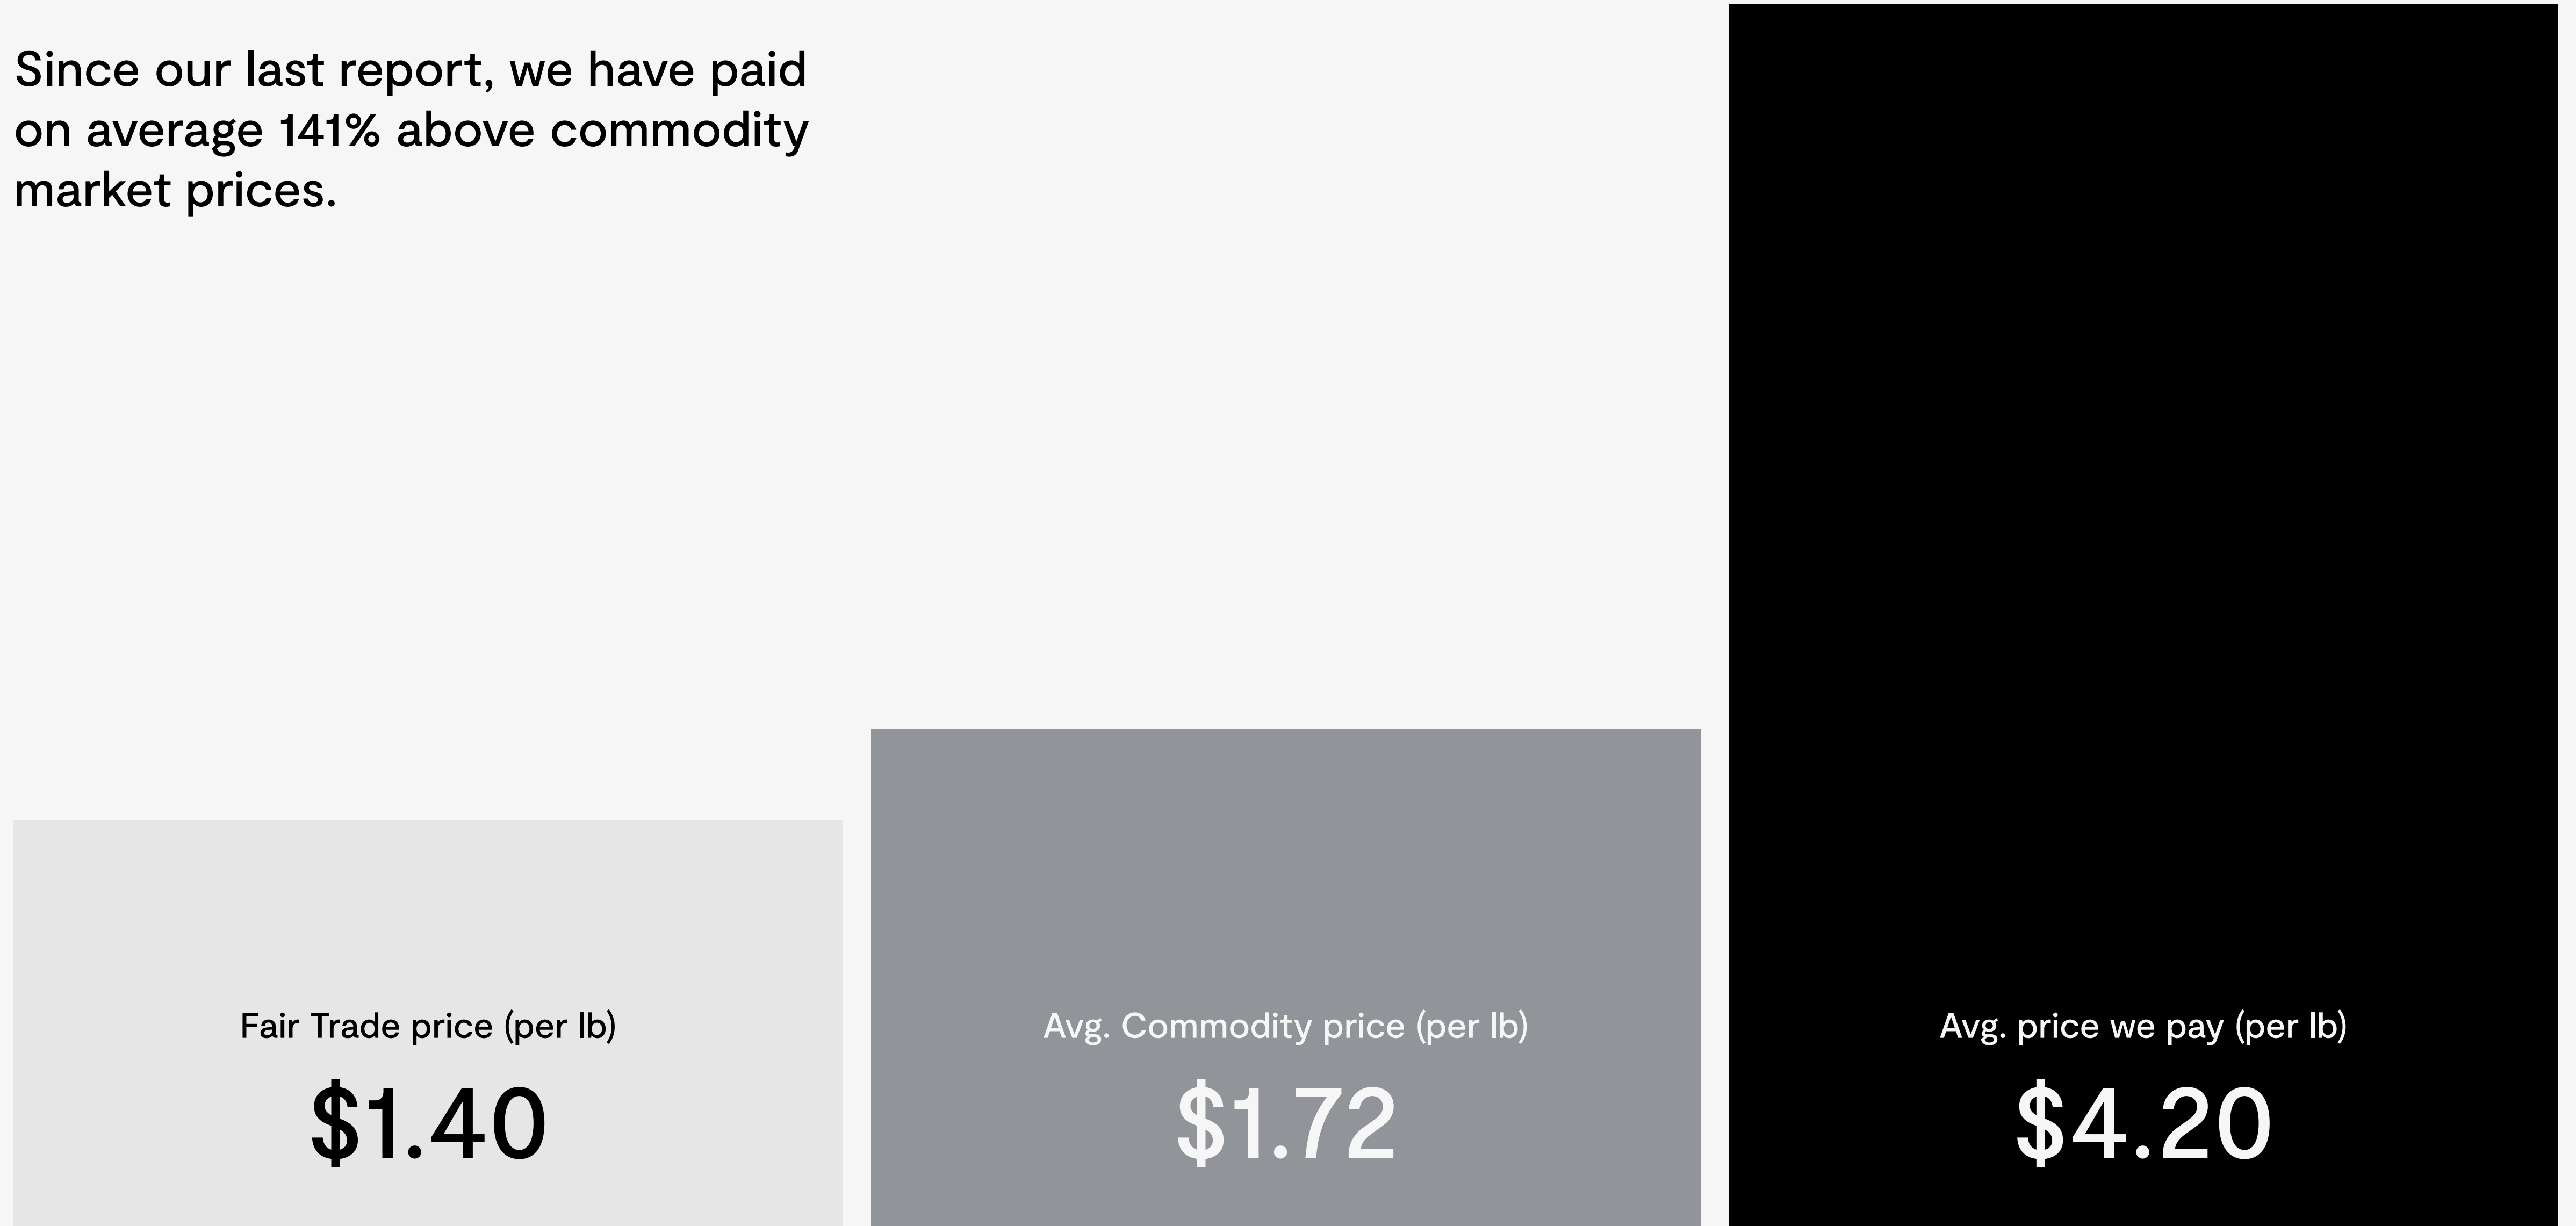 Since our last report, we have paid
on average 141% above commodity
market prices.
Fair Trade price (per lb)
$1.40
Avg. Commodity price (per lb)
$1.72
Avg. price we pay (per lb)
$4.20